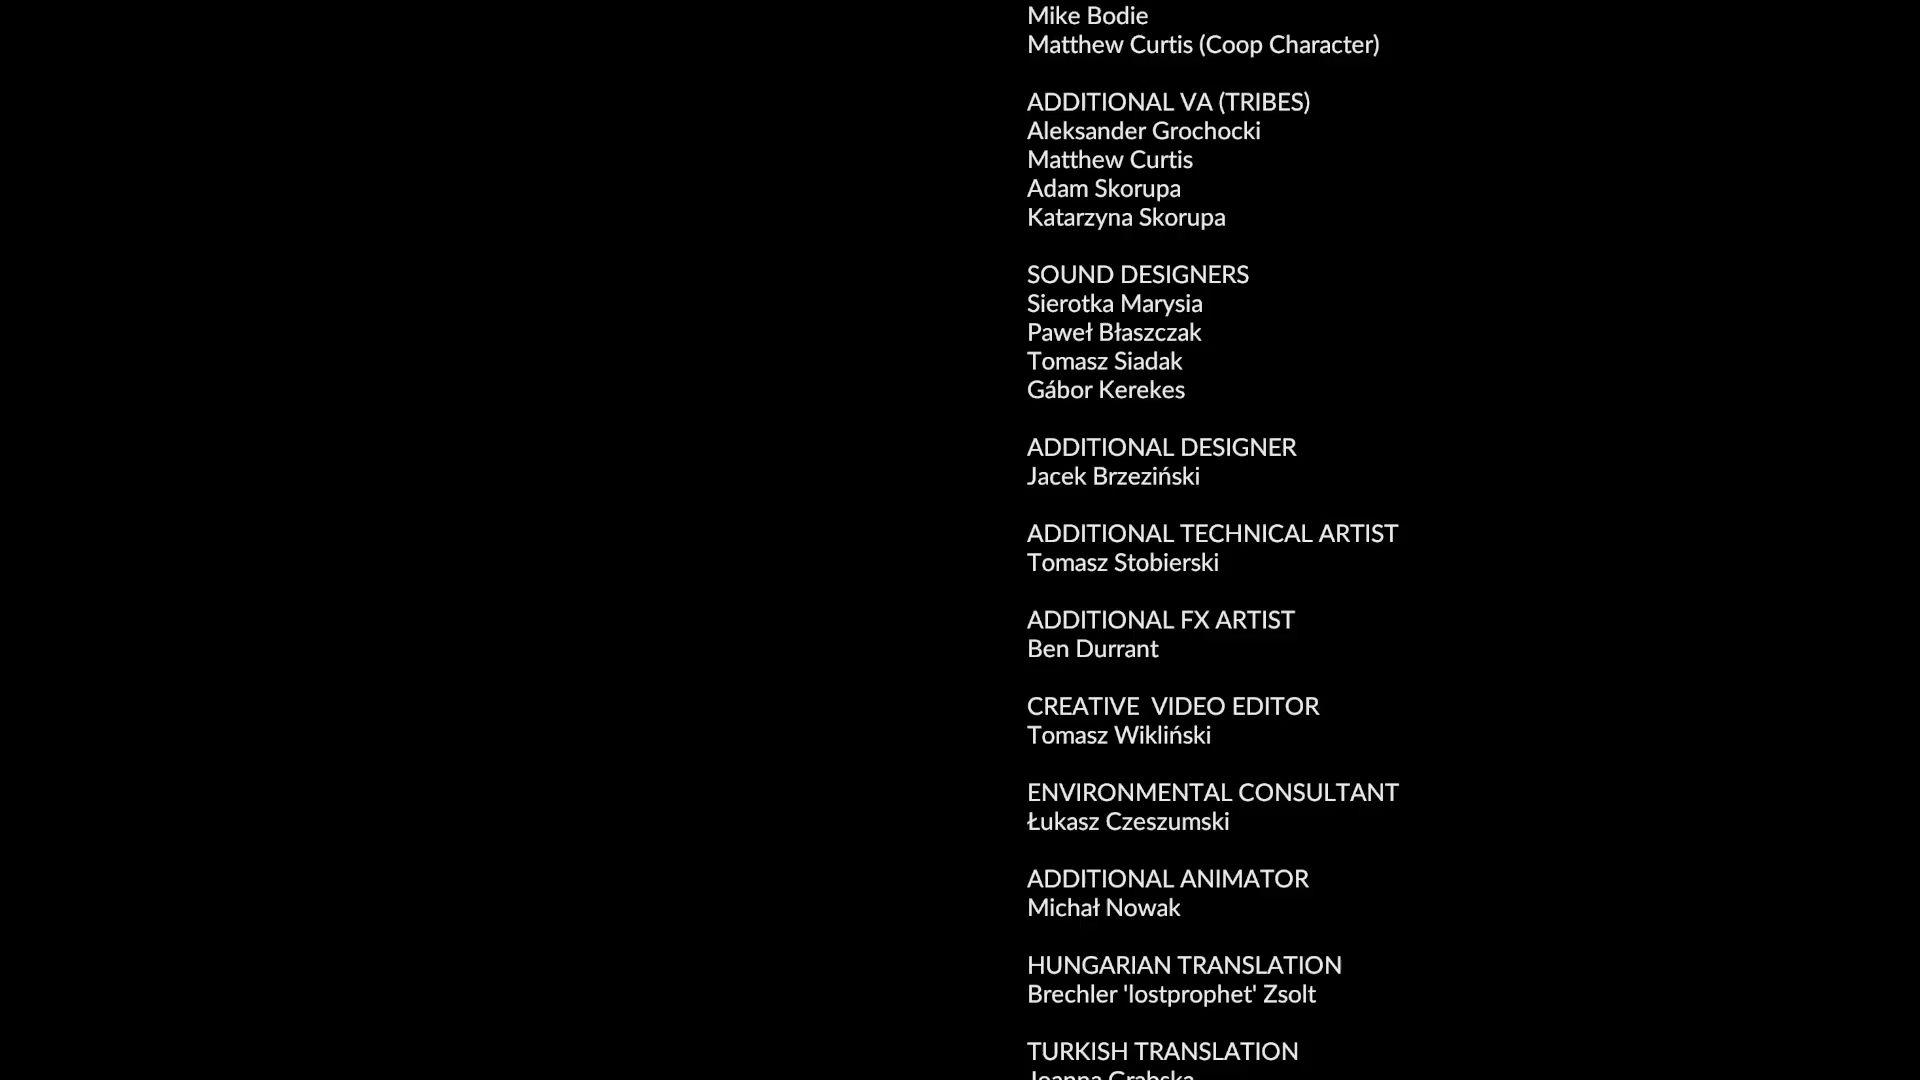 Mike Bodie
Matthew Curtis (Coop Character)
ADDITIONAL VA (TRIBES)
Aleksander Grochocki
Matthew Curtis
Adam Skorupa
Katarzyna Skorupa
SOUND DESIGNERS
Sierotka Marysia
Paweł Błaszczak
Tomasz Siadak
Gábor Kerekes
ADDITIONAL DESIGNER
Jacek Brzeziński
ADDITIONAL TECHNICAL ARTIST
Tomasz Stobierski
ADDITIONAL FX ARTIST
Ben Durrant
CREATIVE  VIDEO EDITOR
Tomasz Wikliński
ENVIRONMENTAL CONSULTANT
Łukasz Czeszumski
ADDITIONAL ANIMATOR
Michał Nowak
HUNGARIAN TRANSLATION
Brechler 'lostprophet' Zsolt
TURKISH TRANSLATION
Joanna Grabska